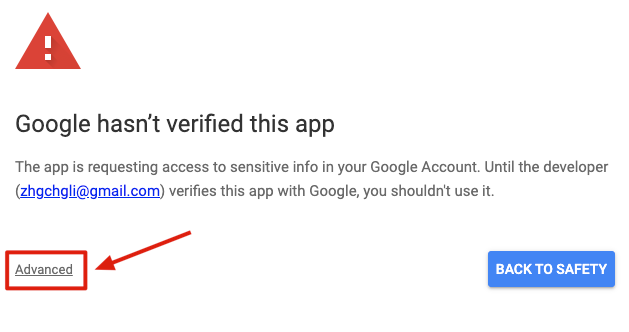 Google hasn’t verified this app
The app is requesting access to sensitive info in your Google Account. Until the developer
(zhgchgli@gmail.com) verifies this app with Google, you shouldn't use it.
Advanced
BACK TO SAFETY